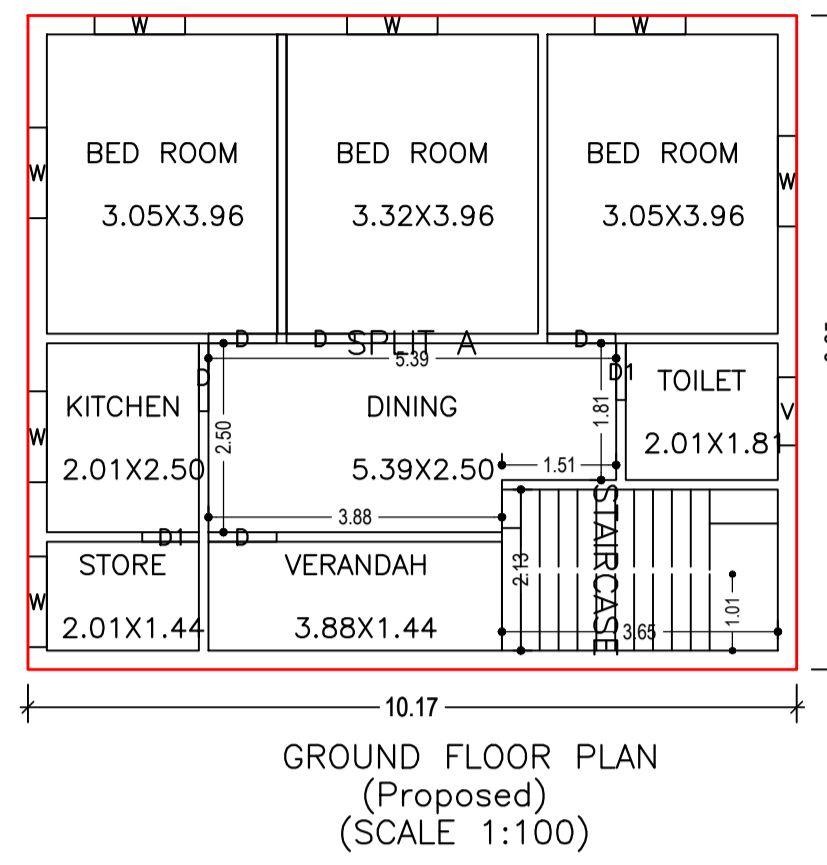 W W W
BED ROOM BED ROOM BED ROOM
W W
3.05X3.96 3.32X3.96 3.05X3.96
D D SPLIT A D
5.39
D D1 TOILET
KITCHEN DINING 1.81 V
W 2.50 2.01X1.81
2.01X2.50 5.39X2.50 1.51
3.88
D1 D
STORE VERANDAH 2.13 STAIRCASE
W 1.01
2.01X1.44 3.88X1.44 3.65
10.17
GROUND FLOOR PLAN
(Proposed)
(SCALE 1:100)